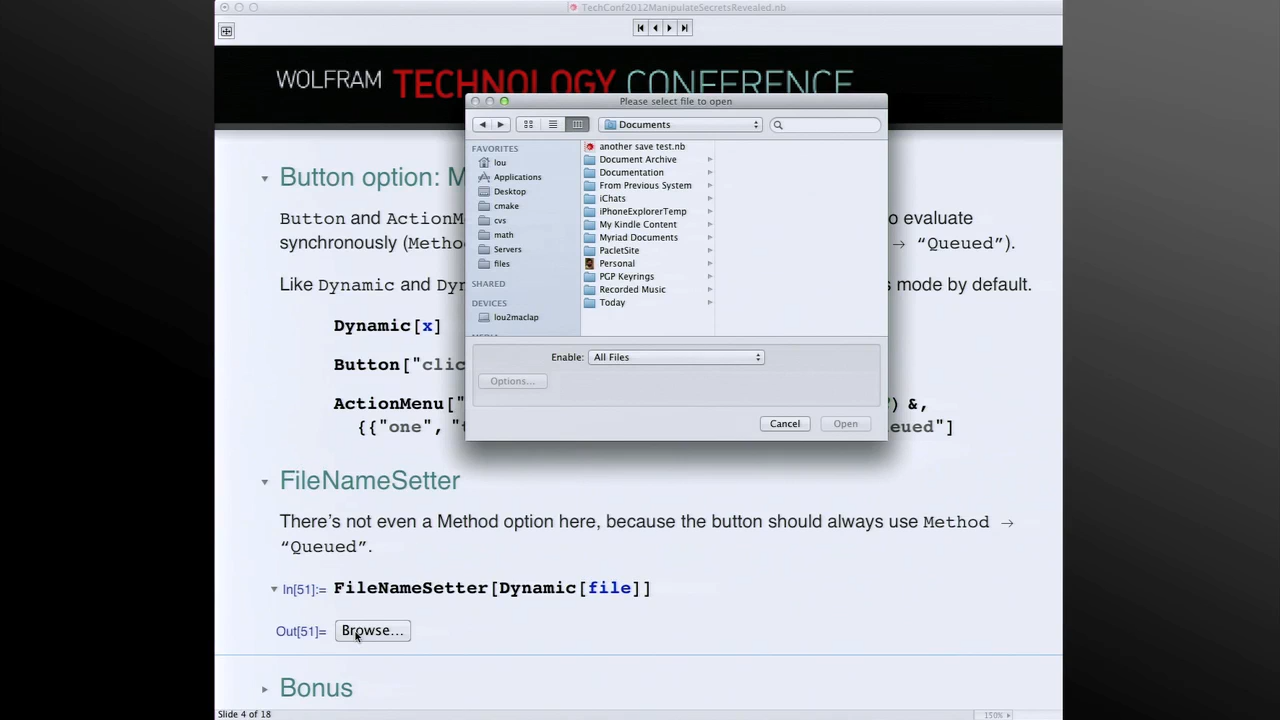 TechConf2012ManipulateSecretsRevealed.nb
WOLFRAM TECHNOLOGY CONFERENCE
Please select file to open
Documents
FAVORITES
lou
Applications
Desktop
cmake
cvs
math
Servers
files
SHARED
DEVICES
lou2maclap
another save test.nb
Document Archive
Documentation
From Previous System
iChats
iPhoneExplorerTemp
My Kindle Content
Myriad Documents
PacletSite
Personal
PGP Keyrings
Recorded Music
Today
Enable: All Files
Options...
Cancel Open
Button option: M
Button and ActionM o evaluate
synchronously (Metho → “Queued”).
Like Dynamic and Dyn s mode by default.
Dynamic[x]
Button["clic
ActionMenu[" ") &,
{{"one", "t ueued"]
FileNameSetter
There’s not even a Method option here, because the button should always use Method →
“Queued”.
In[51]:= FileNameSetter[Dynamic[file]]
Out[51]= Browse...
Bonus
Slide 4 of 18 150%